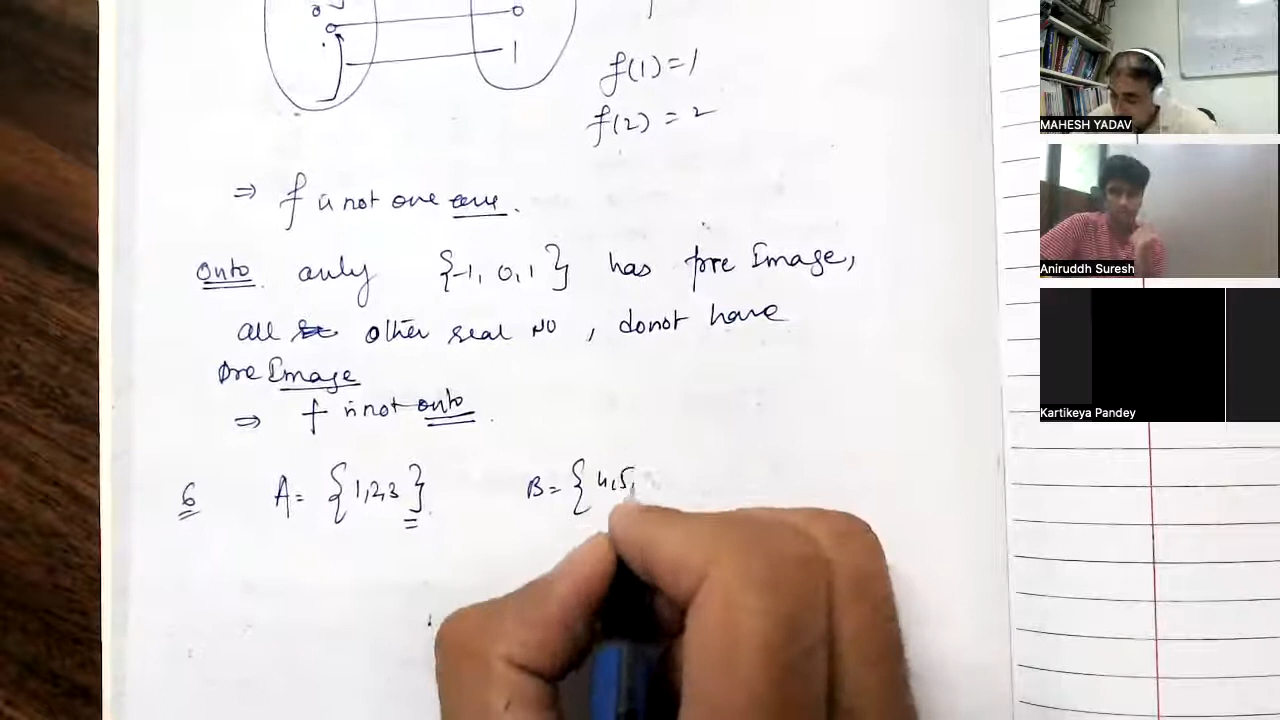 f(1)=1
f(2) = 2
⇒ f is not one one.
Onto. only {-1, 0, 1} has pre Image,
all other real NO, donot have
pre Image
⇒ f is not onto.
6 A = {1,2,3}. B = {4,5,
MAHESH YADAV
Aniruddh Suresh
Kartikeya Pandey